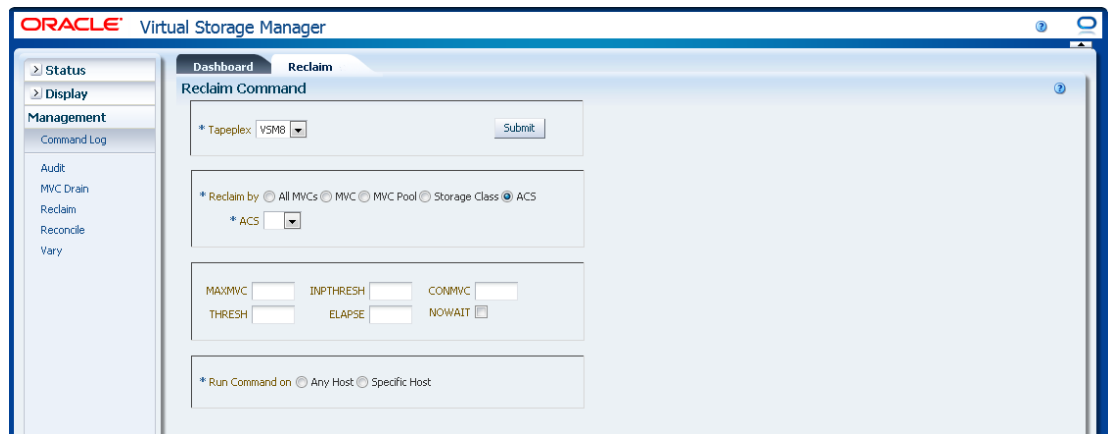 ORACLE Virtual Storage Manager
Status
Display
Management
Command Log
Audit
MVC Drain
Reclaim
Reconcile
Vary
Dashboard Reclaim
Reclaim Command
* Tapeplex VSM8 Submit
* Reclaim by All MVCs MVC MVC Pool Storage Class ACS
* ACS
MAXMVC INPTHRESH CONMVC
THRESH ELAPSE NOWAIT
* Run Command on Any Host Specific Host